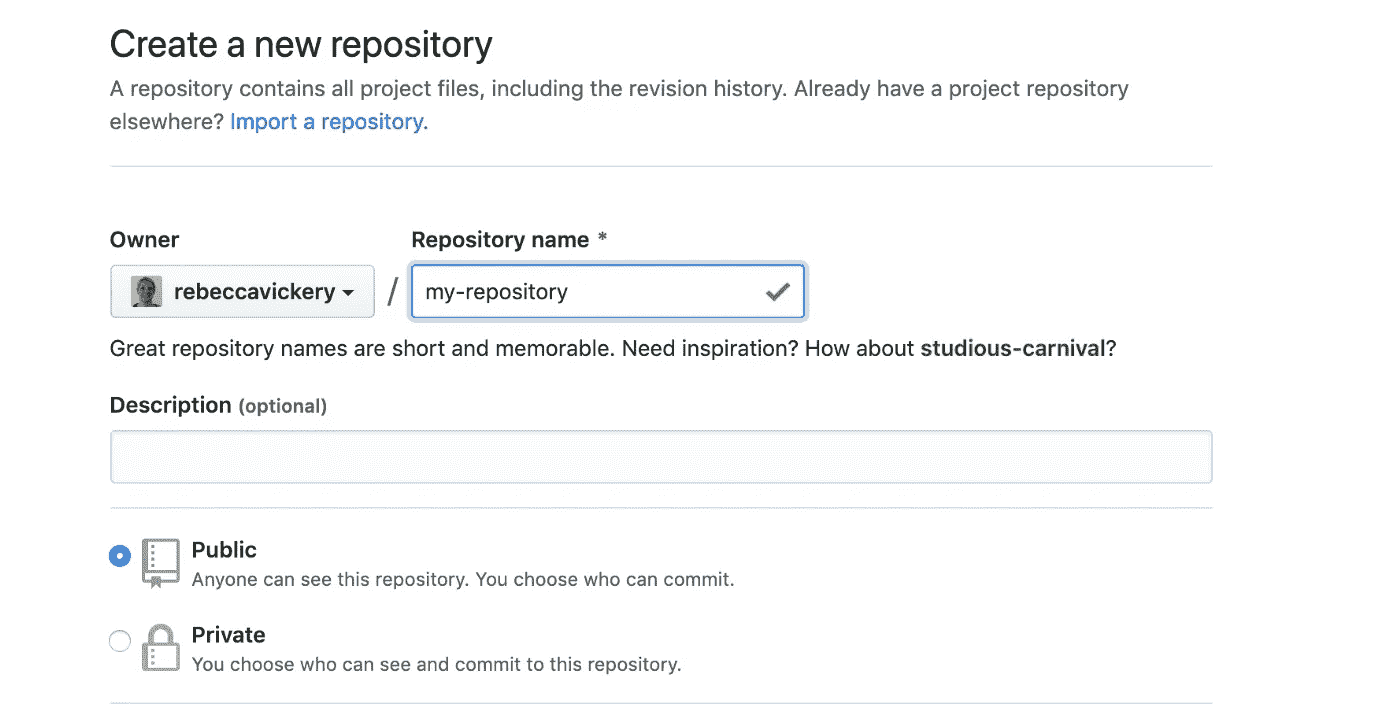 Create a new repository
A repository contains all project files, including the revision history. Already have a project repository
elsewhere? Import a repository.
Owner
Repository name *
rebeccavickery / my-repository
Great repository names are short and memorable. Need inspiration? How about studious-carnival?
Description (optional)
Public
Anyone can see this repository. You choose who can commit.
Private
You choose who can see and commit to this repository.